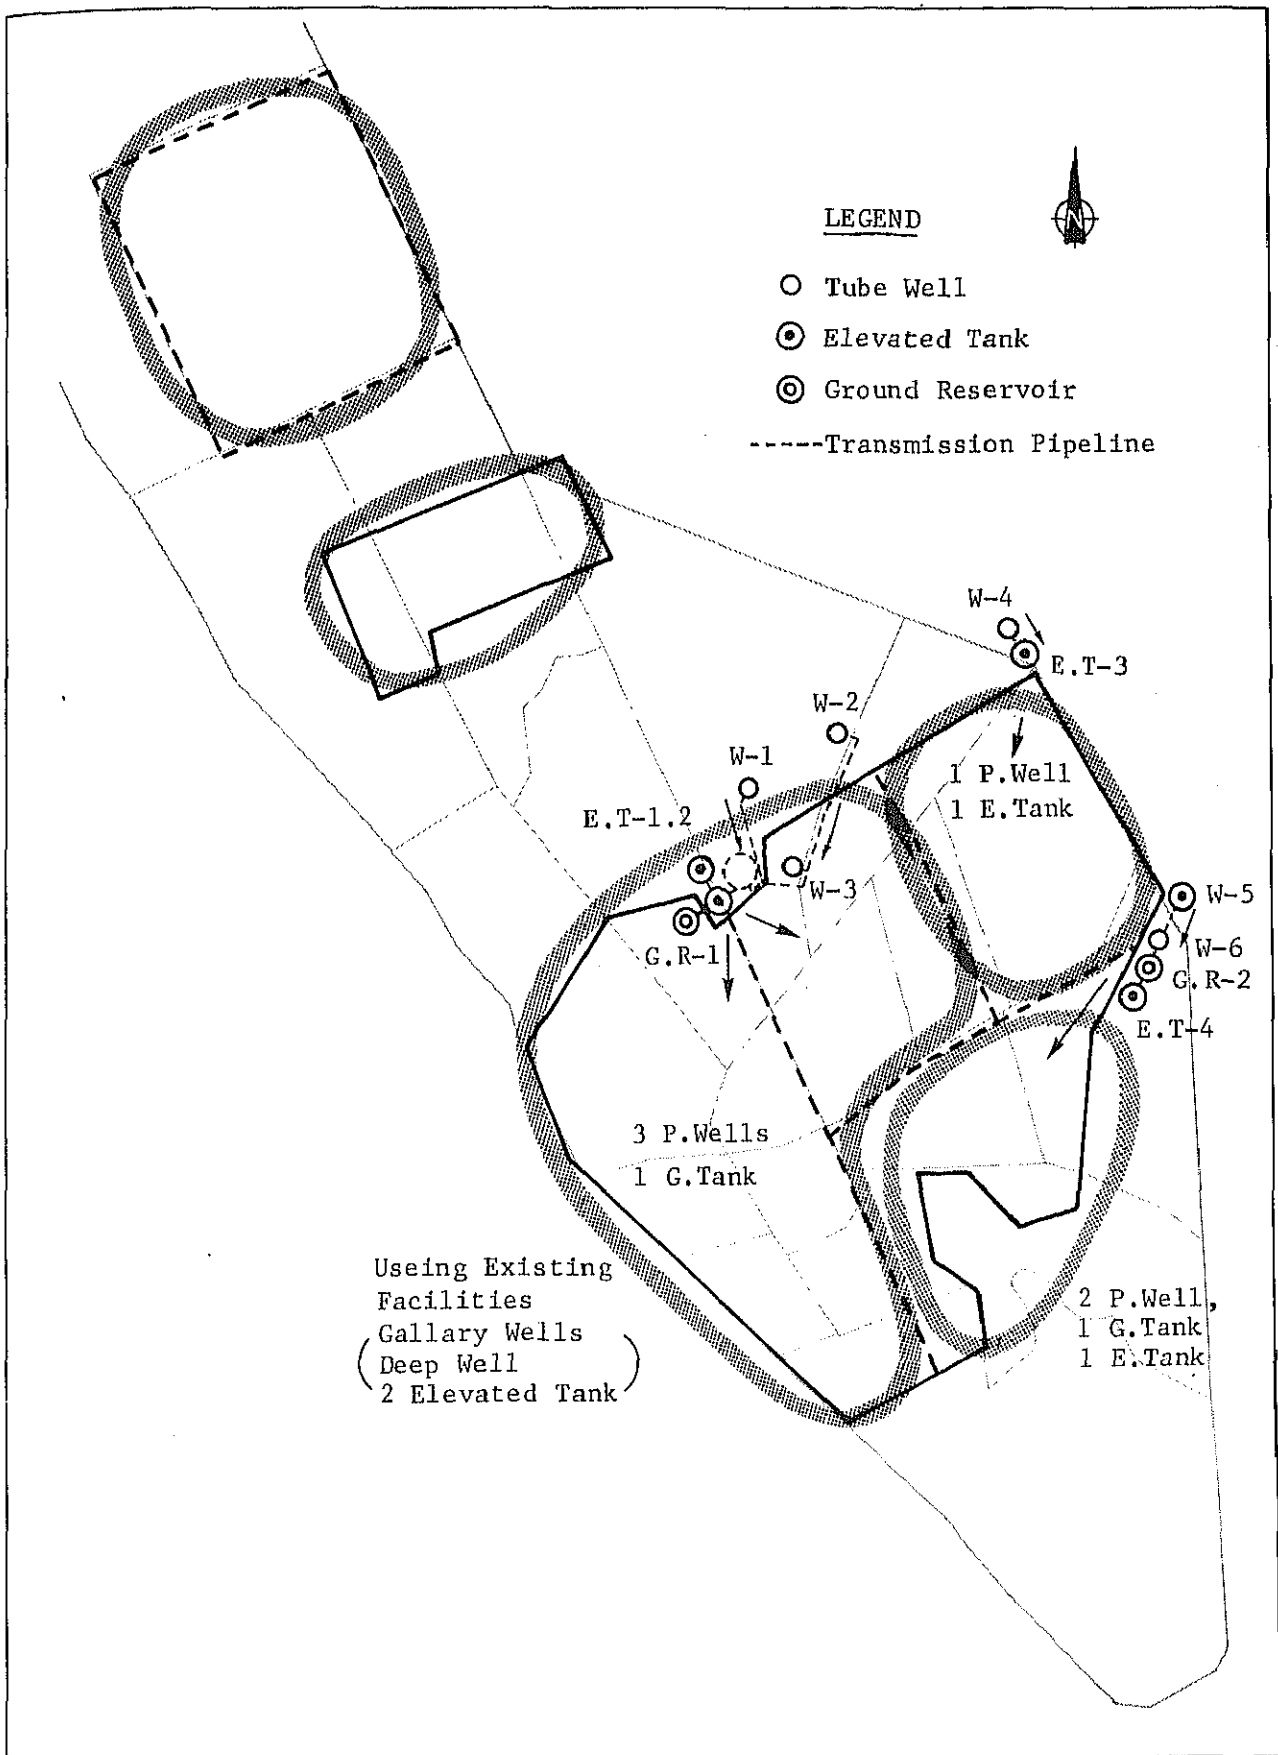 LEGEND
N
Tube Well
Elevated Tank
Ground Reservoir
Transmission Pipeline
W-4
E.T-3
W-2
W-1
1 P.Well
1 E.Tank
E.T-1.2
W-3
W-5
G.R-1
W-6
G.R-2
E.T-4
3 P.Wells
1 G.Tank
Useing Existing
Facilities
Gallary Wells
Deep Well
2 Elevated Tank
2 P.Well,
1 G.Tank
1 E.Tank